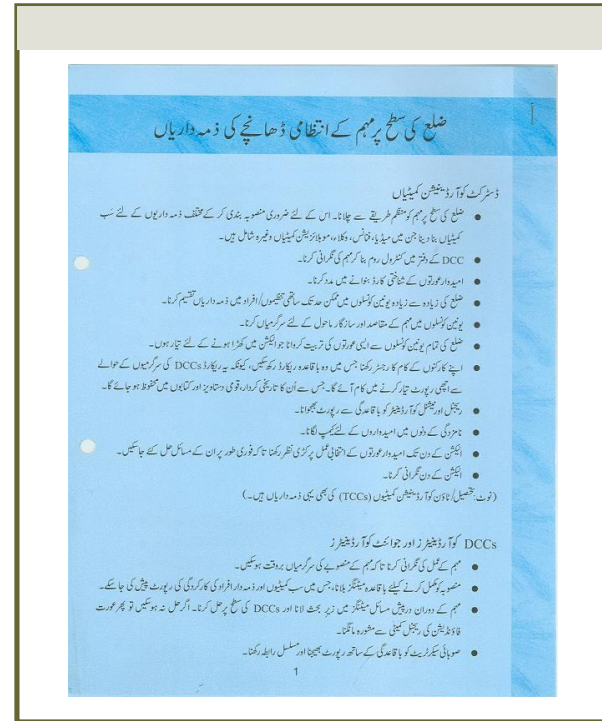 أ
ضلع کی سطح پر مہم کے انتظامی ڈھانچے کی ذمہ داریاں
ڈسٹرکٹ کوآرڈینیشن کمیٹیاں
● ضلع کی سطح پر مہم کو منظم طریقے سے چلانا۔ اس کے لئے ضروری منصوبہ بندی کر کے مختلف ذمہ داریوں کے لئے سَب
کمیٹیاں بنا دینا جن میں میڈیا، فنانس، وکلاء، موبلائزیشن کمیٹیاں وغیرہ شامل ہیں۔
● DCC کے دفتر میں کنٹرول روم بنا کر مہم کی نگرانی کرنا۔
● امیدوار عورتوں کے شناختی کارڈ بنوانے میں مدد کرنا۔
● ضلع کی زیادہ سے زیادہ یونین کونسلوں میں ممکن حد تک ساتھی تنظیموں/افراد میں ذمہ داریاں تقسیم کرنا۔
● یونین کونسلوں میں مہم کے مقاصد اور سازگار ماحول کے لئے سرگرمیاں کرنا۔
● ضلع کی تمام یونین کونسلوں سے ایسی عورتوں کی تربیت کروانا جو الیکشن میں کھڑا ہونے کے لئے تیار ہوں۔
● اپنے کارکنوں کے کام کا رجسٹر رکھنا جس میں وہ باقاعدہ ریکارڈ رکھ سکیں، کیونکہ یہ ریکارڈ DCCs کی سرگرمیوں کے حوالے
سے اچھی رپورٹ تیار کرنے میں کام آئے گا۔ جس سے اُن کا تاریخی کردار، قومی دستاویز اور کتابوں میں محفوظ ہو جائے گا۔
● ریجنل اور نیشنل کوآرڈینیٹر کو باقاعدگی سے رپورٹ بھجوانا۔
● نامزدگی کے دنوں میں امیدواروں کے لئے کیمپ لگانا۔
● الیکشن کے دن تک امیدوار عورتوں کے انتخابی عمل پر کڑی نظر رکھنا تاکہ فوری طور پر ان کے مسائل حل کئے جا سکیں۔
● الیکشن کے دن نگرانی کرنا۔
(نوٹ: تحصیل/ٹاؤن کوآرڈینیشن کمیٹیوں (TCCs) کی بھی یہی ذمہ داریاں ہیں۔)
DCCs کوآرڈینیٹرز اور جوائنٹ کوآرڈینیٹرز
● مہم کے عمل کی نگرانی کرنا تاکہ مہم کے منصوبے کی سرگرمیاں بروقت ہو سکیں۔
● منصوبہ کو مکمل کرنے کیلئے باقاعدہ میٹنگز بلانا، جس میں سب کمیٹیوں اور ذمہ دار افراد کی کارکردگی کی رپورٹ پیش کی جا سکے۔
● مہم کے دوران درپیش مسائل میٹنگز میں زیر بحث لانا اور DCCs کی سطح پر حل کرنا۔ اگر حل نہ ہو سکیں تو پھر عورت
فاؤنڈیشن کی ریجنل کمیٹی سے مشورہ مانگنا۔
● صوبائی سیکرٹریٹ کو باقاعدگی کے ساتھ رپورٹ بھیجنا اور مسلسل رابطہ رکھنا۔
1